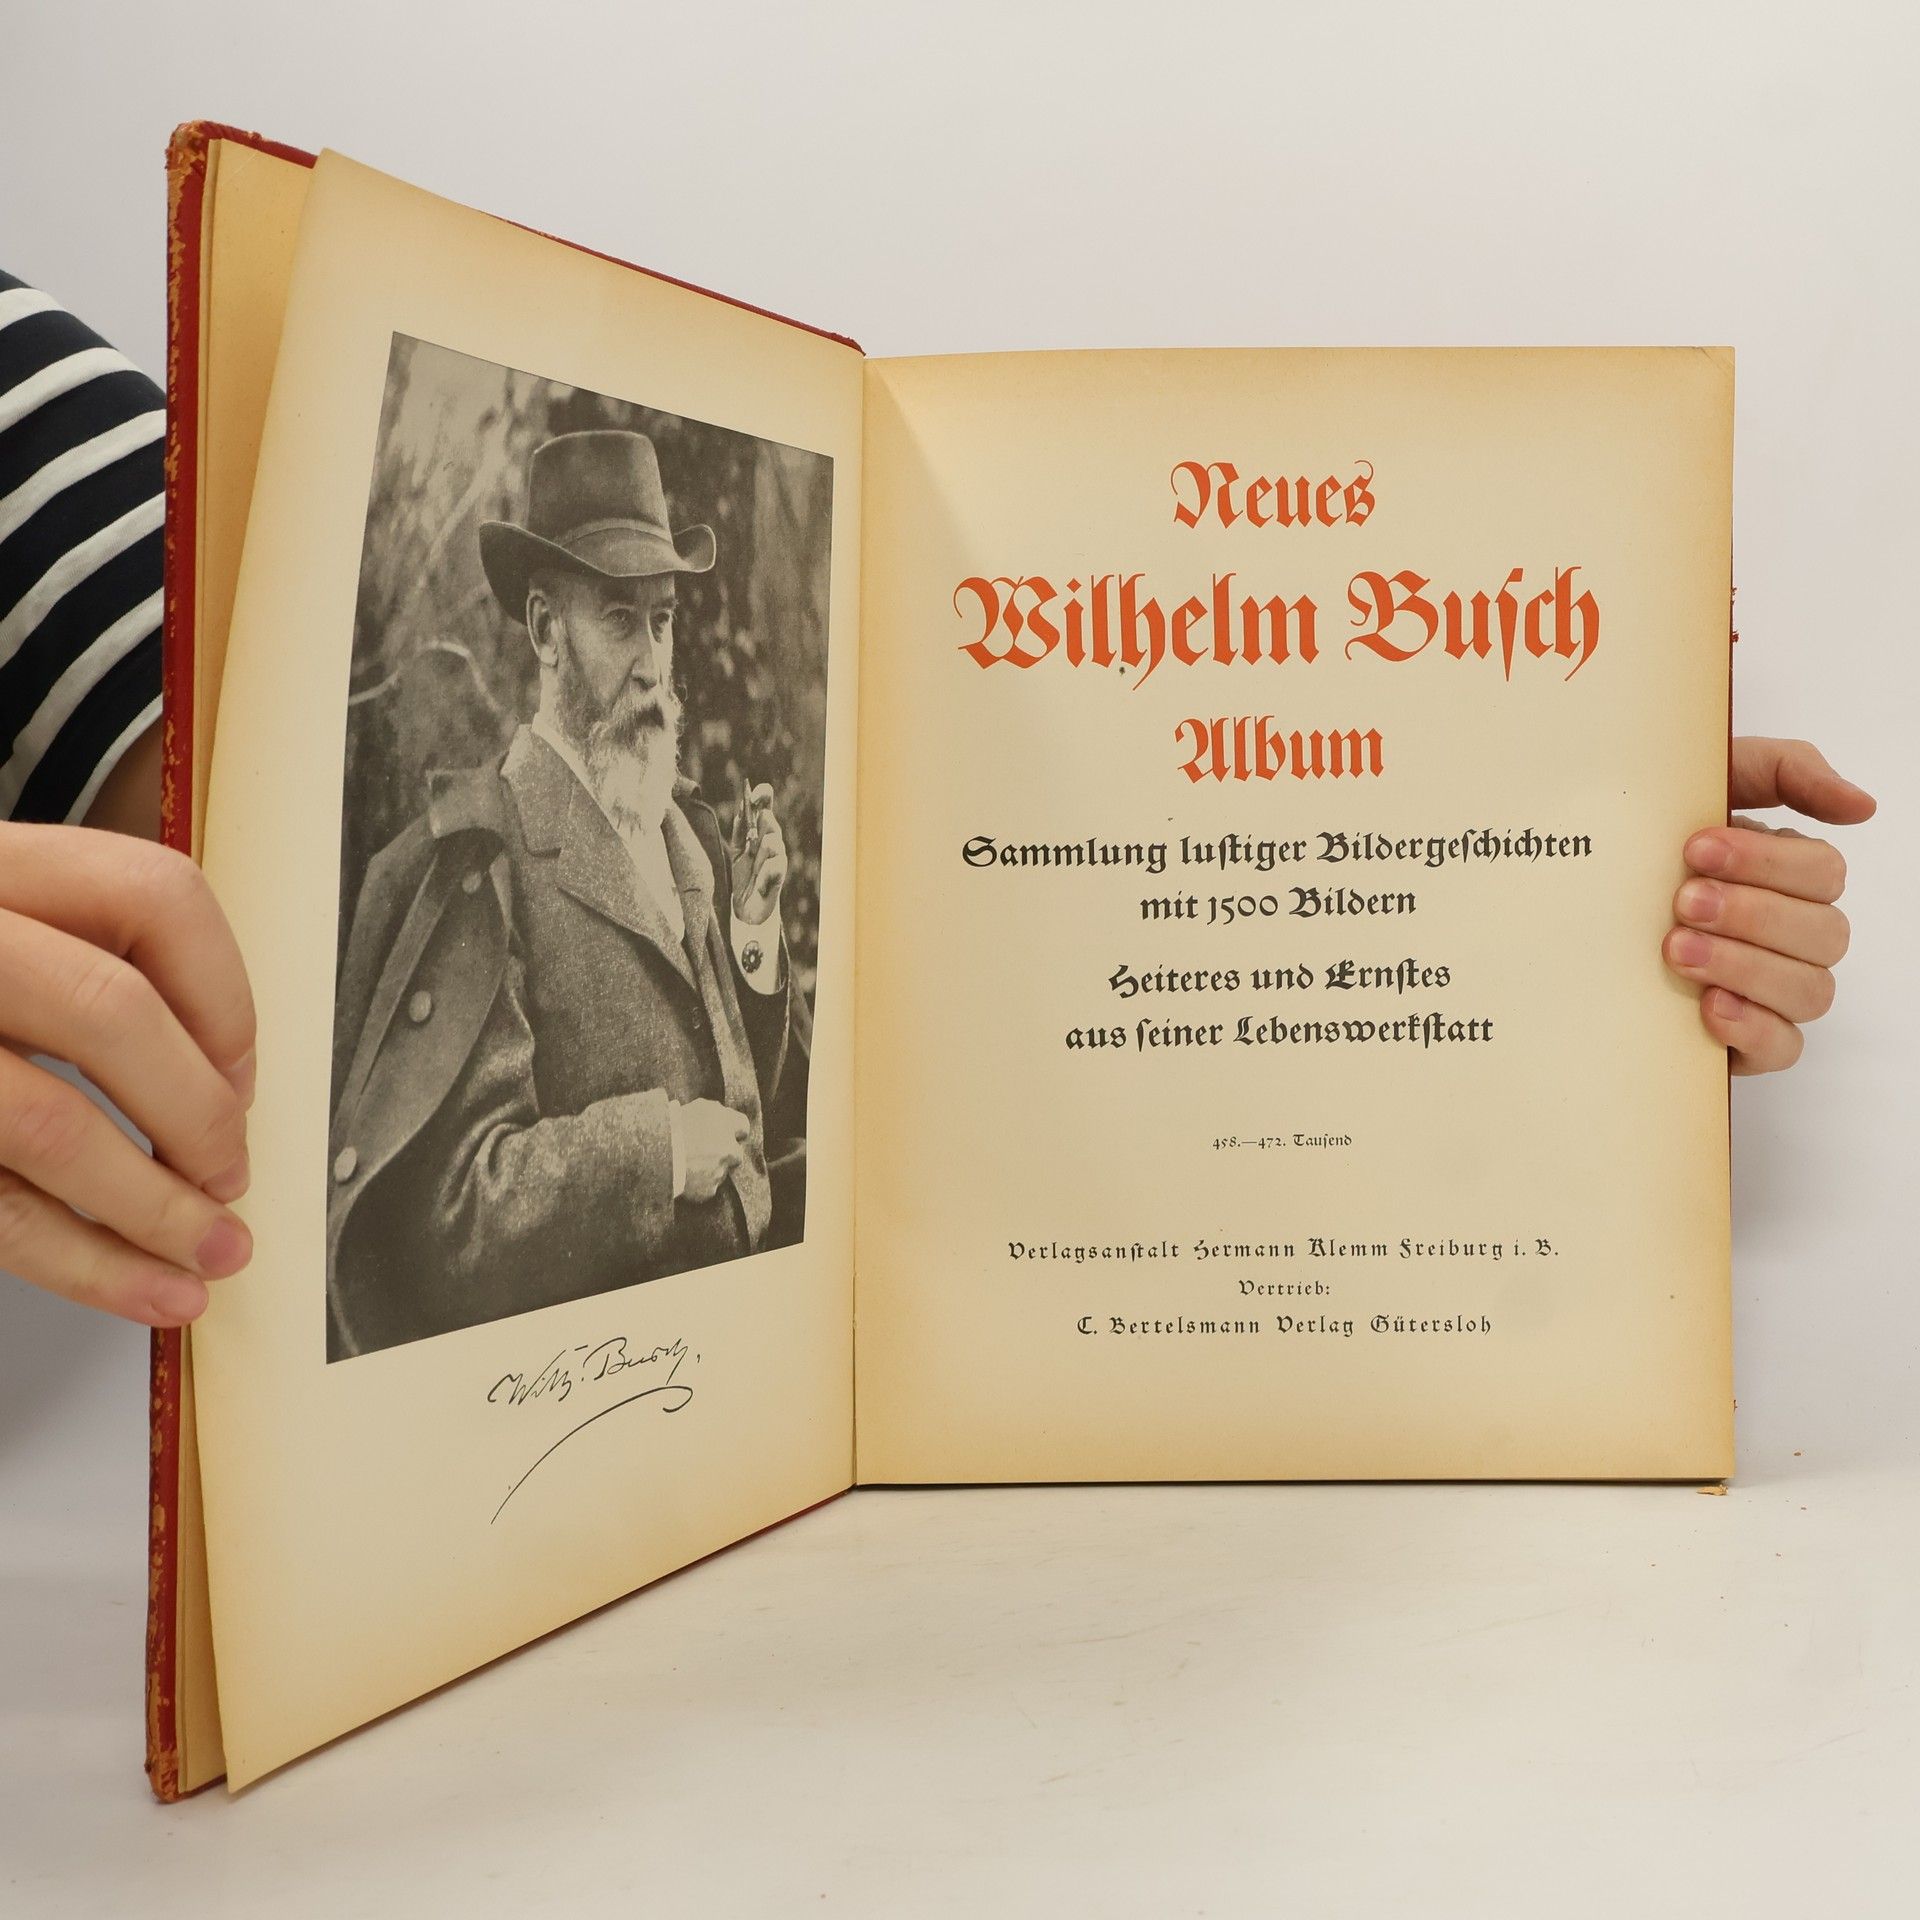 Wilh. Busch.
Neues
Wilhelm Buſch
Album
Sammlung luſtiger Bildergeſchichten
mit 1500 Bildern
Heiteres und Ernſtes
aus ſeiner Lebenswerkſtatt
458.—472. Tauſend
Verlagsanſtalt Hermann Klemm Freiburg i. B.
Vertrieb:
C. Bertelsmann Verlag Gütersloh